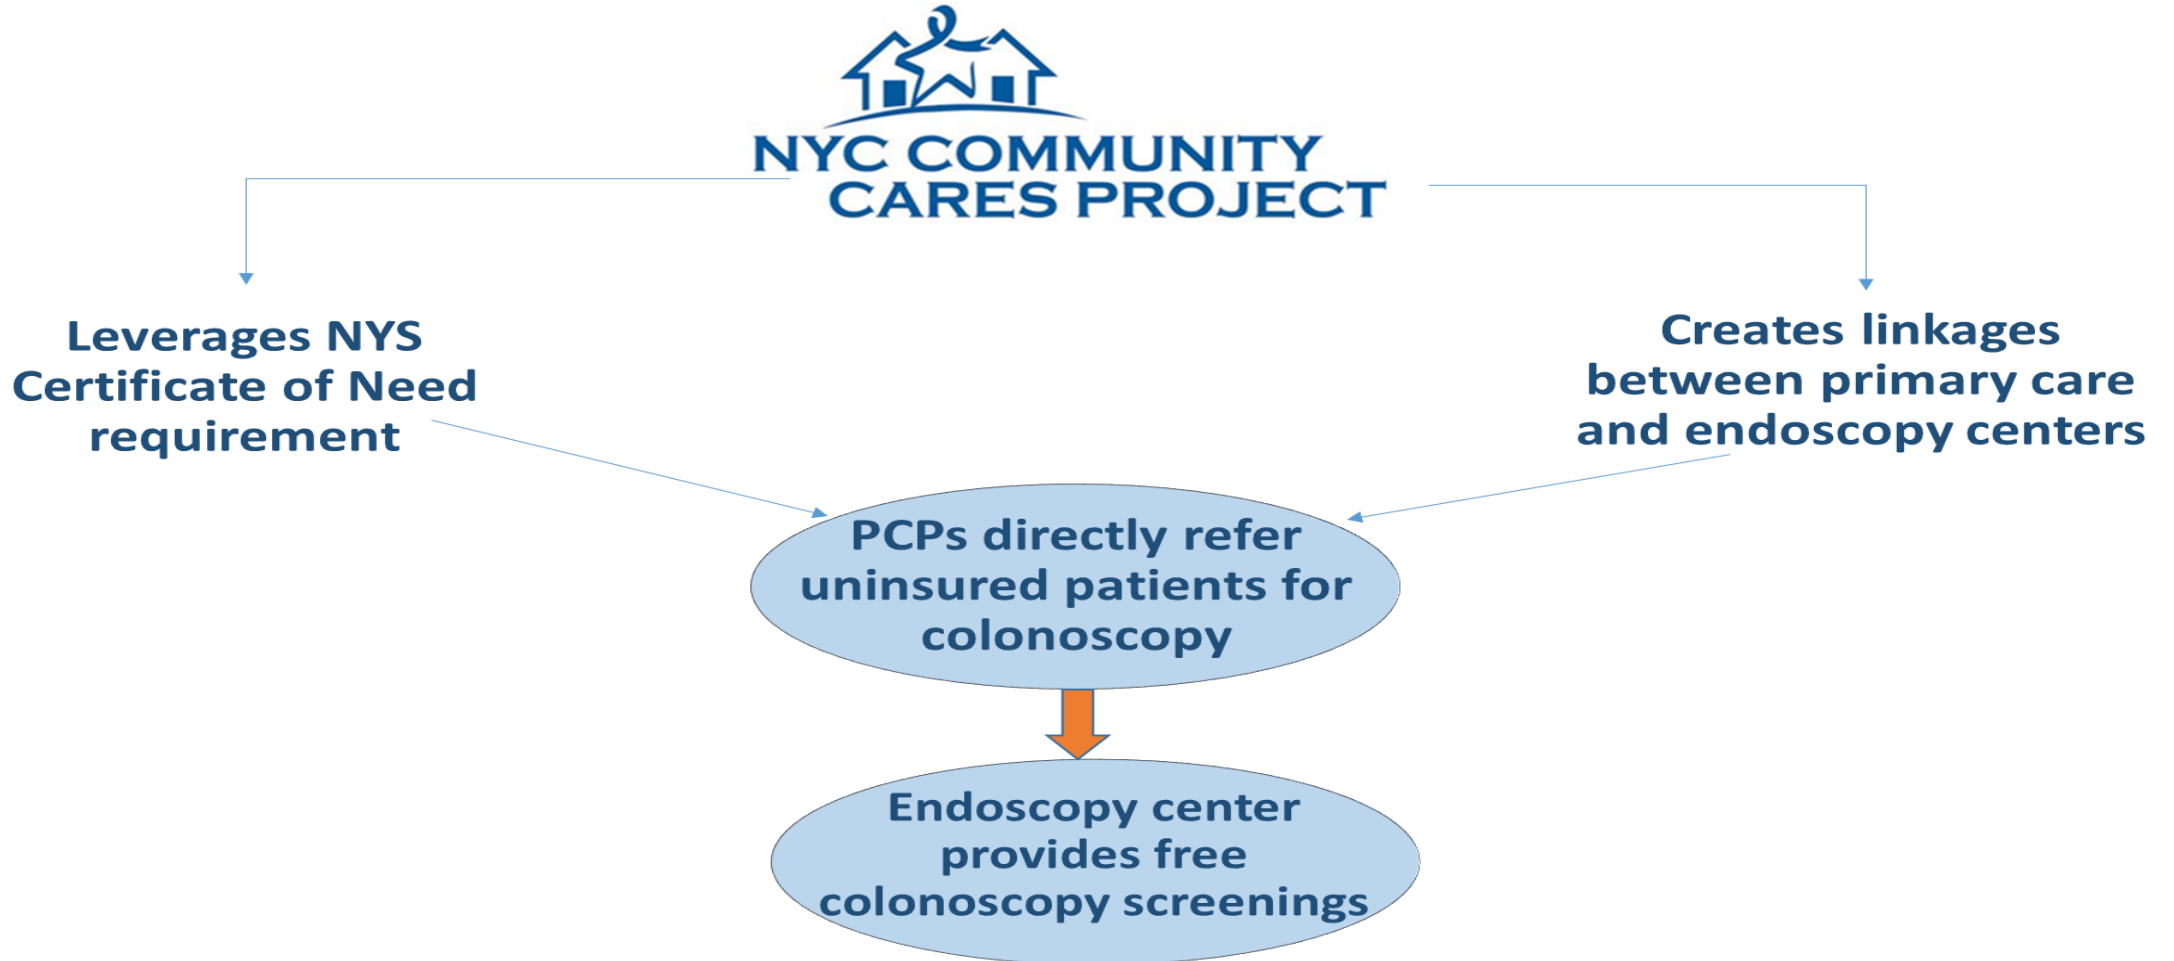 NYC COMMUNITY
CARES PROJECT
Leverages NYS
Certificate of Need
requirement
Creates linkages
between primary care
and endoscopy centers
PCPs directly refer
uninsured patients for
colonoscopy
Endoscopy center
provides free
colonoscopy screenings